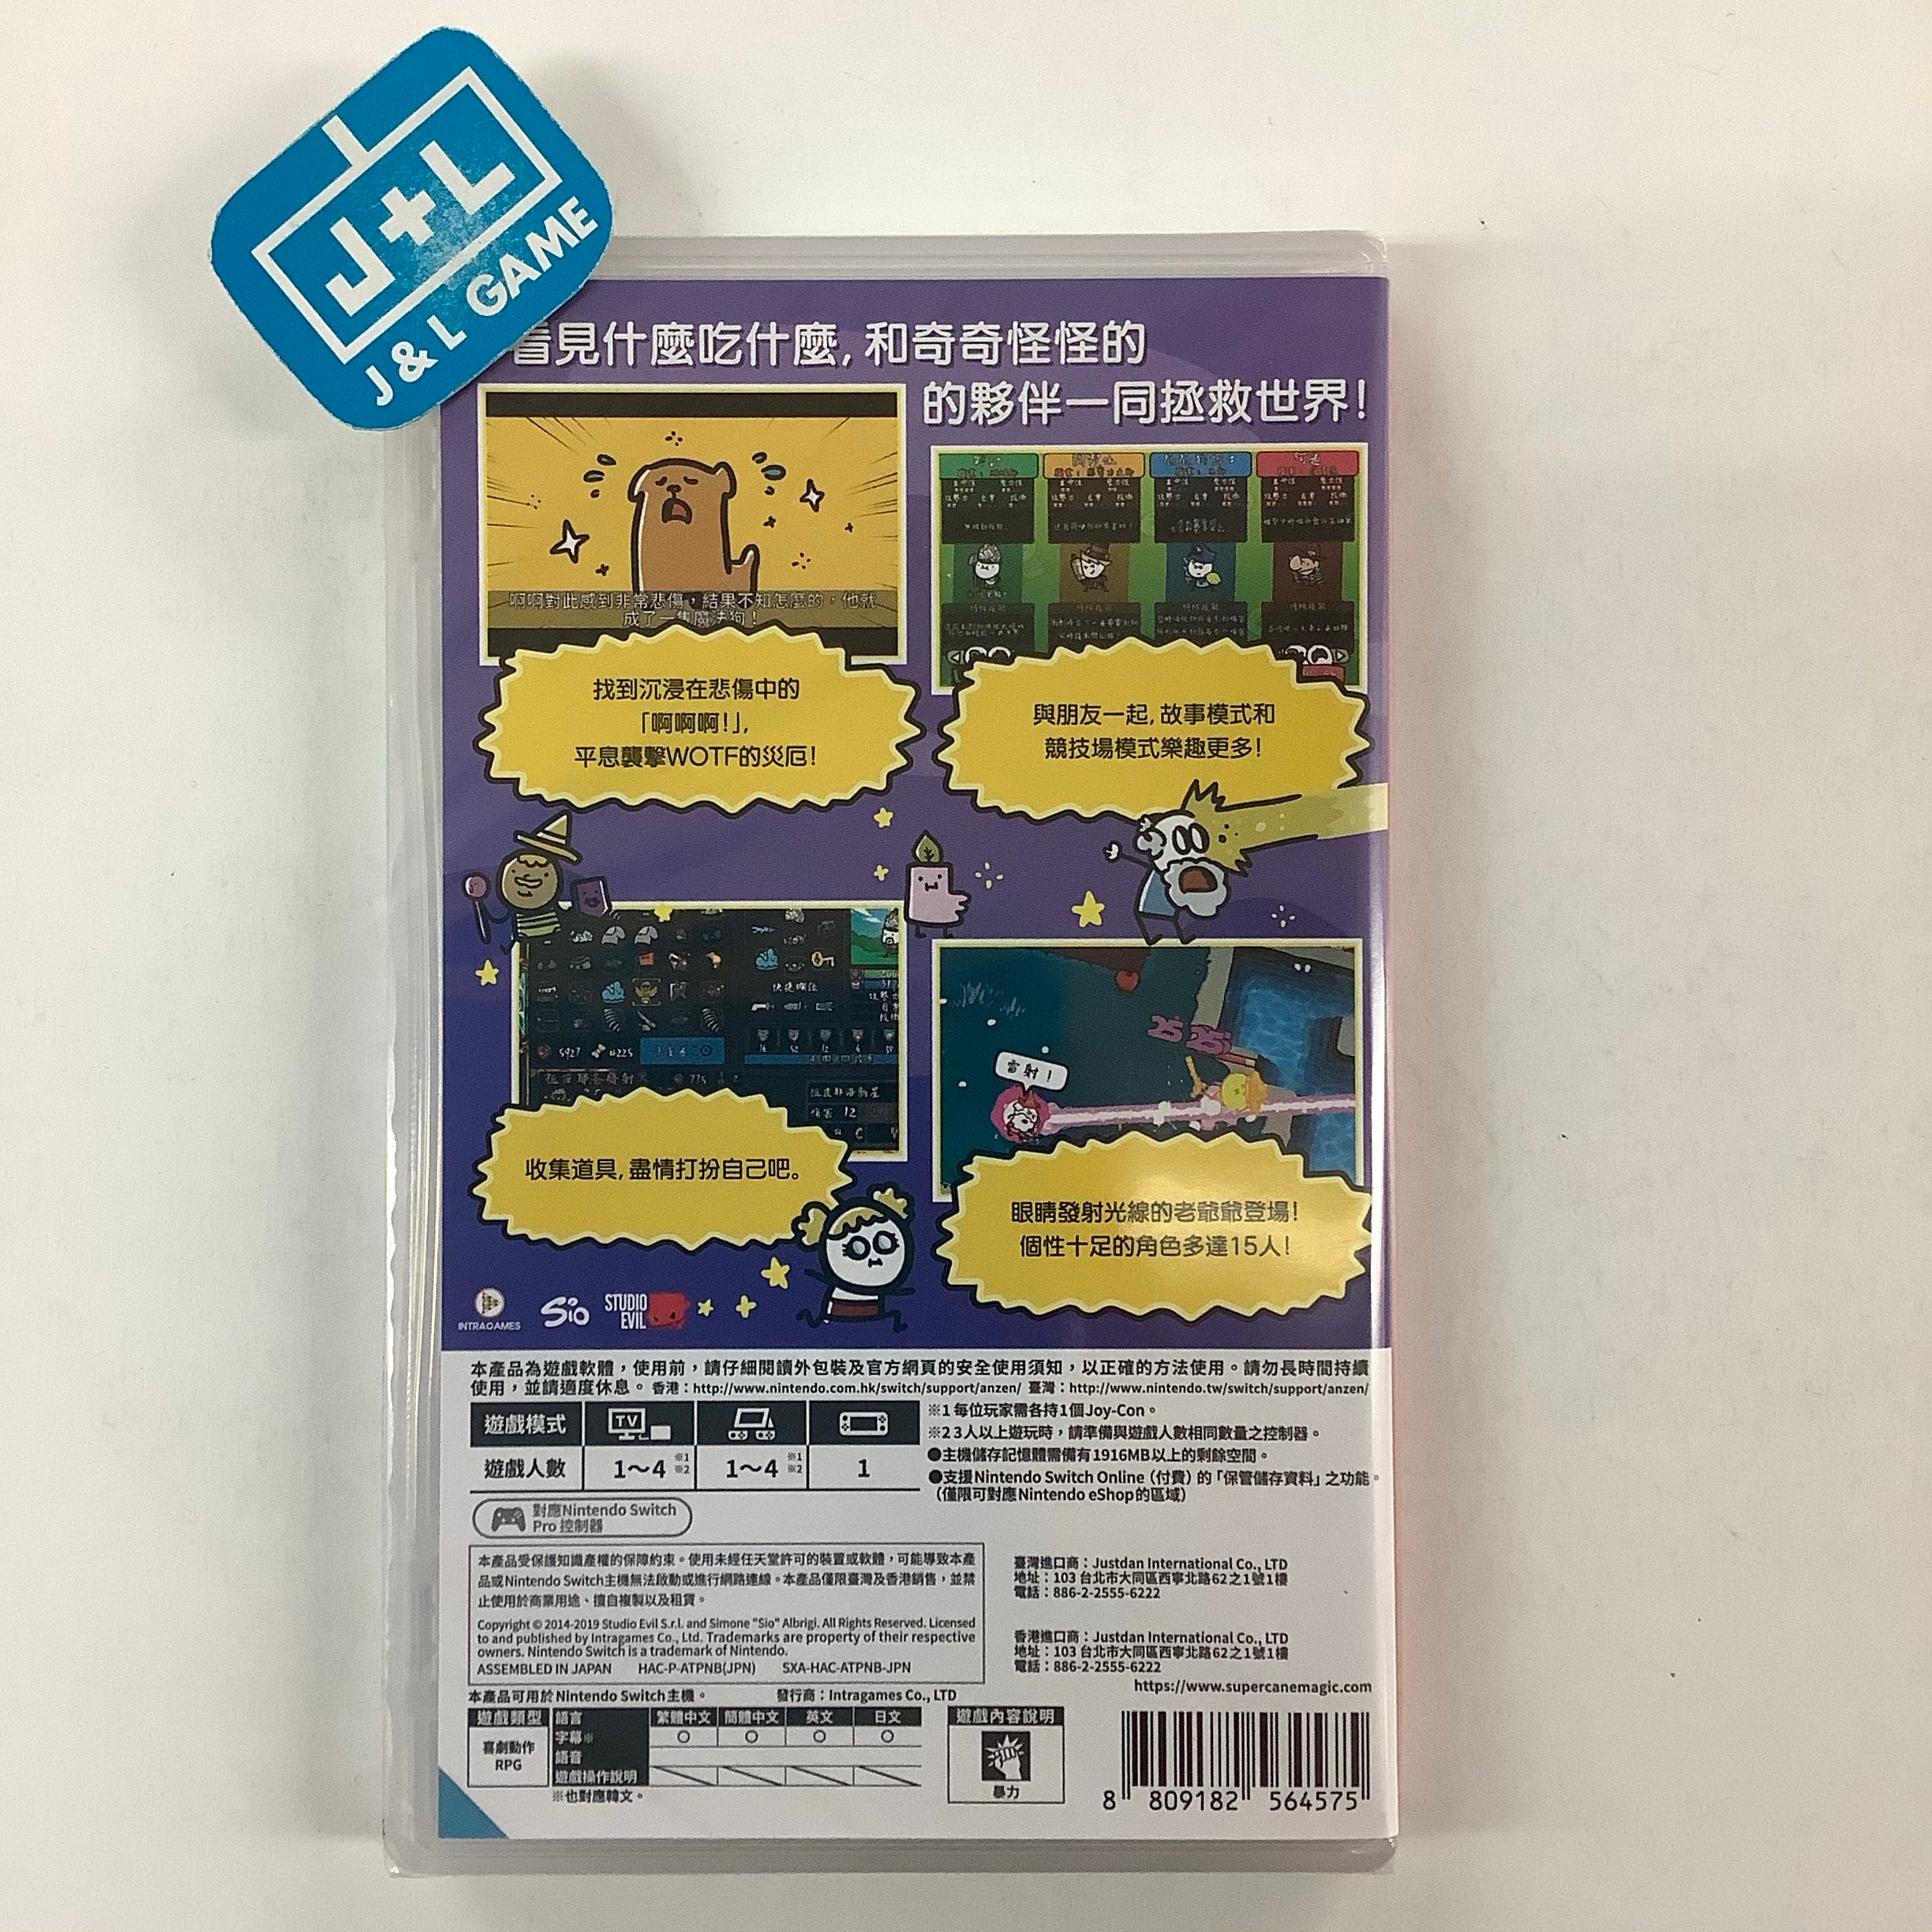 J+L
J & L GAME
看見什麼吃什麼, 和奇奇怪怪的
的夥伴一同拯救世界!
啊啊對此感到非常悲傷，結果不知怎麼的，他就
成了一隻魔法狗！
找到沉浸在悲傷中的
「啊啊啊!」,
平息襲擊WOTF的災厄!
與朋友一起, 故事模式和
競技場模式樂趣更多!
快捷欄位
5927
4225
775
12
25 25
雷射！
收集道具, 盡情打扮自己吧。
眼睛發射光線的老爺爺登場!
個性十足的角色多達15人!
INTRAGAMES
Sio
STUDIO
EVIL
本產品為遊戲軟體，使用前，請仔細閱讀外包裝及官方網頁的安全使用須知，以正確的方法使用。請勿長時間持續
使用，並請適度休息。 香港：http://www.nintendo.com.hk/switch/support/anzen/ 臺灣：http://www.nintendo.tw/switch/support/anzen/
遊戲模式 TV
遊戲人數 1～4 ※1 ※2 1～4 ※1 ※2 1
※1 每位玩家需各持1個Joy-Con。
※2 3人以上遊玩時，請準備與遊戲人數相同數量之控制器。
●主機儲存記憶體需備有1916MB以上的剩餘空間。
●支援Nintendo Switch Online（付費）的「保管儲存資料」之功能。
（僅限可對應Nintendo eShop的區域）
對應Nintendo Switch
Pro 控制器
本產品受保護知識產權的保障約束。使用未經任天堂許可的裝置或軟體，可能導致本產
品或Nintendo Switch主機無法啟動或進行網路連線。本產品僅限臺灣及香港銷售，並禁
止使用於商業用途、擅自複製以及租賃。
Copyright © 2014-2019 Studio Evil S.r.l. and Simone "Sio" Albrigi. All Rights Reserved. Licensed
to and published by Intragames Co., Ltd. Trademarks are property of their respective
owners. Nintendo Switch is a trademark of Nintendo.
ASSEMBLED IN JAPAN HAC-P-ATPNB(JPN) SXA-HAC-ATPNB-JPN
臺灣進口商：Justdan International Co., LTD
地址：103 台北市大同區西寧北路62之1號1樓
電話：886-2-2555-6222
香港進口商：Justdan International Co., LTD
地址：103 台北市大同區西寧北路62之1號1樓
電話：886-2-2555-6222
https://www.supercanemagic.com
本產品可用於Nintendo Switch主機。 發行商：Intragames Co., LTD
遊戲類型
喜劇動作
RPG
語言 繁體中文 簡體中文 英文 日文
字幕※ ○ ○ ○ ○
語音
遊戲操作說明
※也對應韓文。
遊戲內容說明
暴力
8 809182 564575